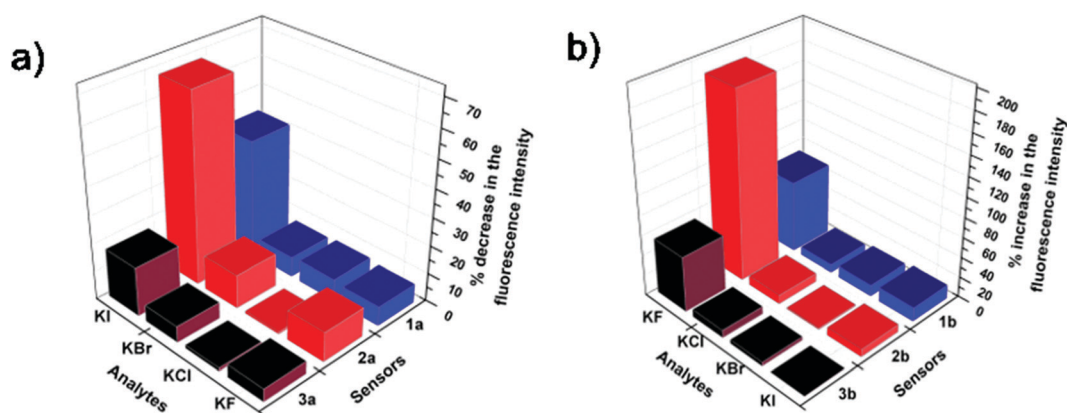 a)
70
60
50
40
30
20
10
0
% decrease in the
fluorescence intensity
KI
KBr
KCl
KF
Analytes
3a
2a
1a
Sensors
b)
200
180
160
140
120
100
80
60
40
20
0
% increase in the
fluorescence intensity
KF
KCl
KBr
KI
Analytes
3b
2b
1b
Sensors